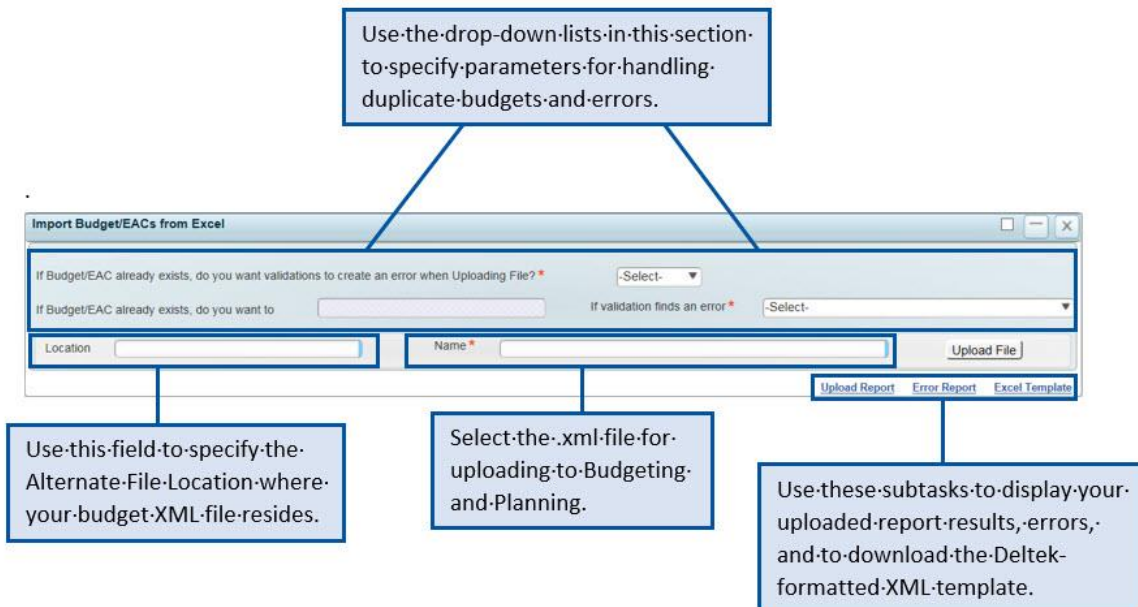 Use·the·drop-down·lists·in·this·section·
to·specify·parameters·for·handling·
duplicate·budgets·and·errors.
.
Import Budget/EACs from Excel
If Budget/EAC already exists, do you want validations to create an error when Uploading File? * -Select-
If Budget/EAC already exists, do you want to If validation finds an error * -Select-
Location Name * Upload File
Upload Report Error Report Excel Template
Use·this·field·to·specify·the·
Alternate·File·Location·where·
your·budget·XML·file·resides.
Select·the·.xml·file·for·
uploading·to·Budgeting·
and·Planning.
Use·these·subtasks·to·display·your·
uploaded·report·results,·errors,·
and·to·download·the·Deltek-
formatted·XML·template.